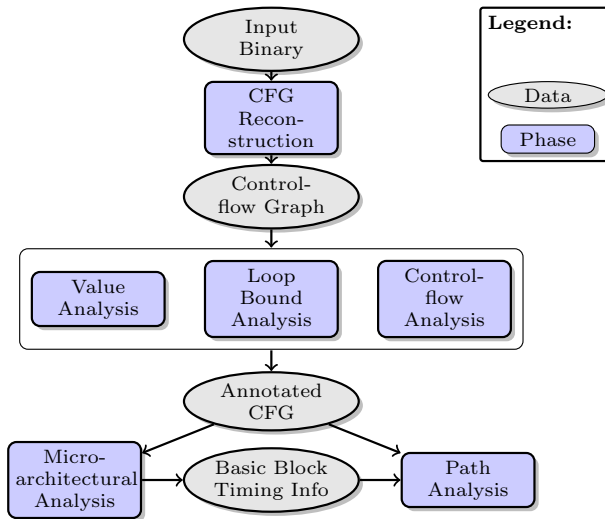 Input
Binary
CFG
Recon-
struction
Control-
flow Graph
Value
Analysis
Loop
Bound
Analysis
Control-
flow
Analysis
Annotated
CFG
Micro-
architectural
Analysis
Basic Block
Timing Info
Path
Analysis
Legend:
Data
Phase